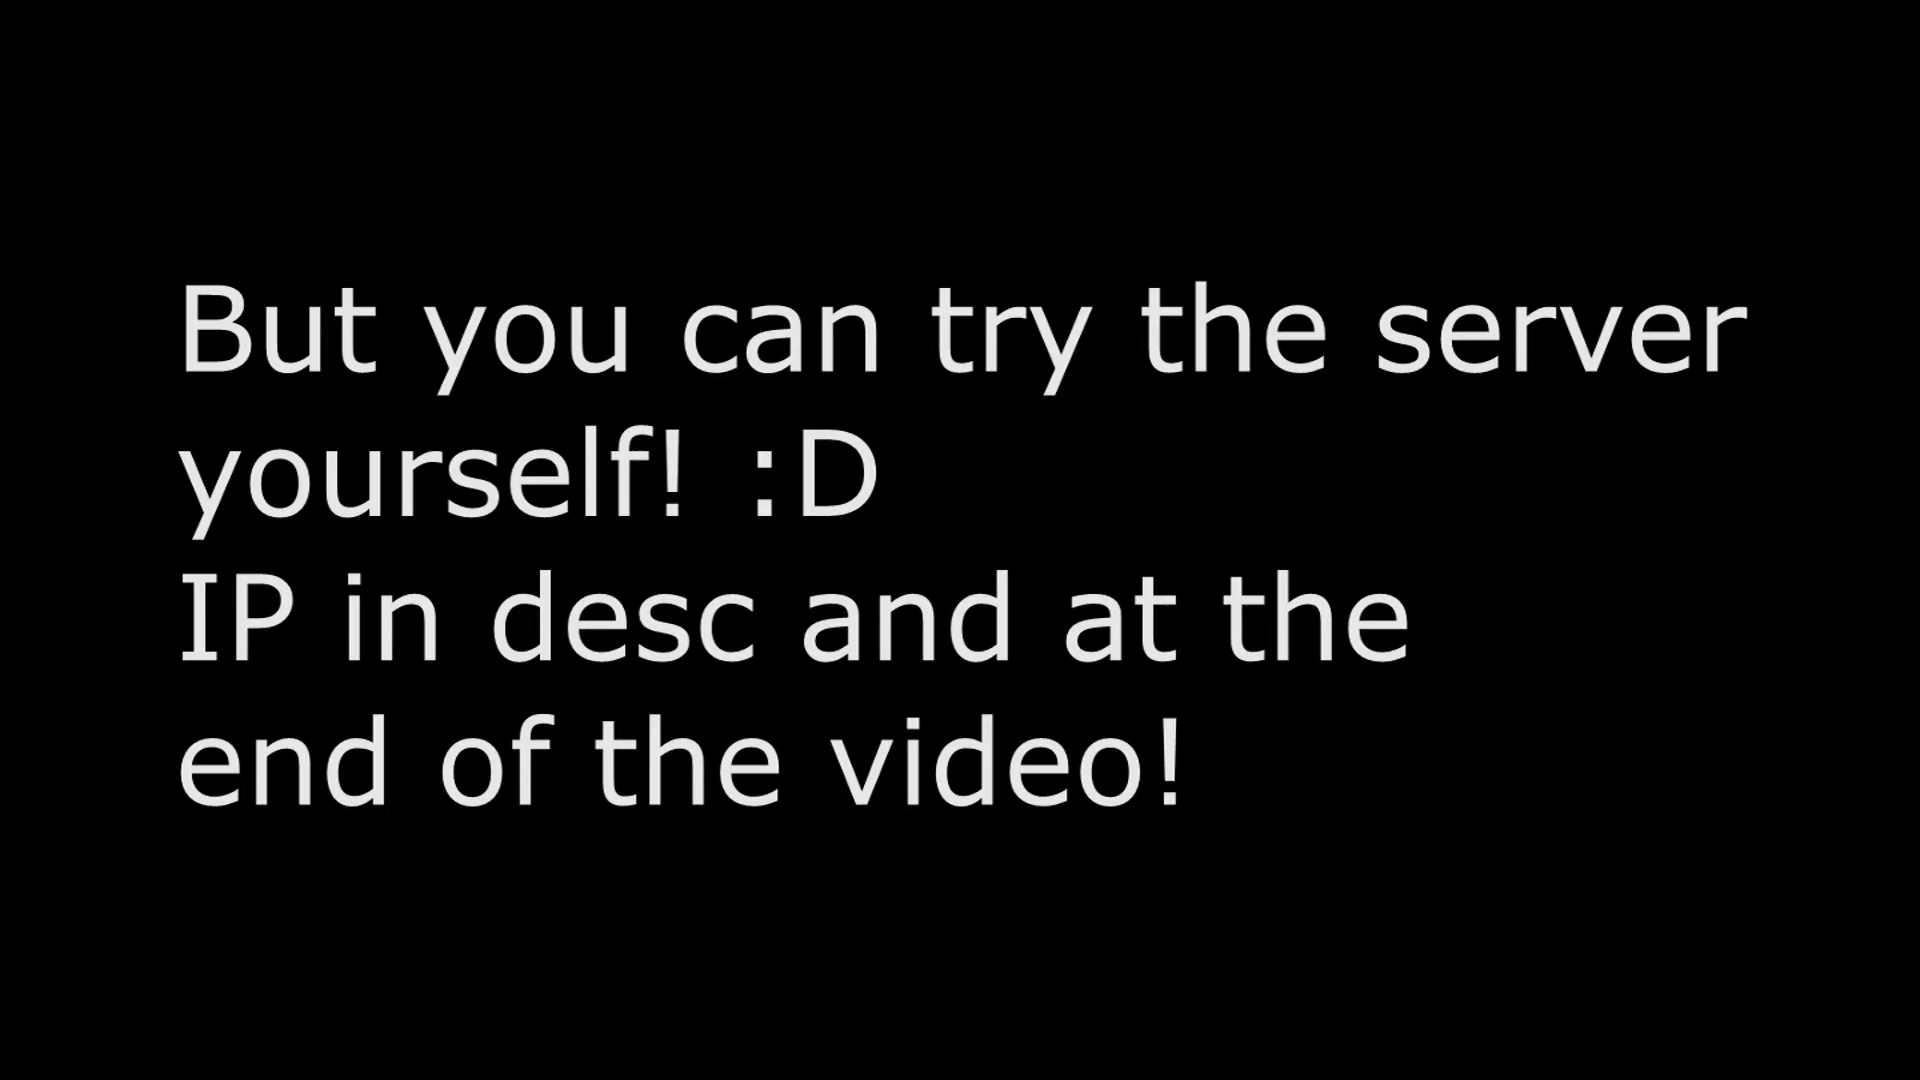 But you can try the server
yourself! :D
IP in desc and at the
end of the video!